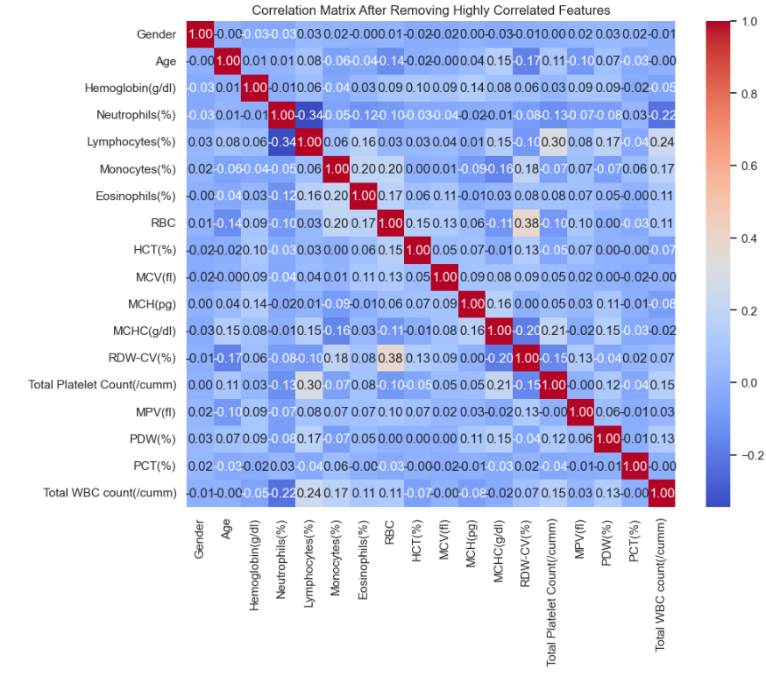 Correlation Matrix After Removing Highly Correlated Features
Gender 1.00 -0.00 -0.03 -0.03 0.03 0.02 -0.00 0.01 -0.02 -0.02 0.00 -0.03 -0.01 0.00 0.02 0.03 0.02 -0.01
Age -0.00 1.00 0.01 0.01 0.08 -0.06 -0.04 -0.14 -0.02 -0.00 0.04 0.15 -0.17 0.11 -0.10 0.07 -0.03 -0.00
Hemoglobin(g/dl) -0.03 0.01 1.00 -0.01 0.06 -0.04 0.03 0.09 0.10 0.09 0.14 0.08 0.06 0.03 0.09 0.09 -0.02 -0.05
Neutrophils(%) -0.03 0.01 -0.01 1.00 -0.34 -0.05 -0.12 -0.10 -0.03 -0.04 -0.02 -0.01 -0.08 -0.13 -0.07 -0.08 0.03 -0.22
Lymphocytes(%) 0.03 0.08 0.06 -0.34 1.00 0.06 0.16 0.03 0.03 0.04 0.01 0.15 -0.10 0.30 0.08 0.17 -0.04 0.24
Monocytes(%) 0.02 -0.06 -0.04 -0.05 0.06 1.00 0.20 0.20 0.00 0.01 -0.09 -0.16 0.18 -0.07 0.07 -0.07 0.06 0.17
Eosinophils(%) -0.00 -0.04 0.03 -0.12 0.16 0.20 1.00 0.17 0.06 0.11 -0.01 0.03 0.08 0.08 0.07 0.05 -0.00 0.11
RBC 0.01 -0.14 0.09 -0.10 0.03 0.20 0.17 1.00 0.15 0.13 0.06 -0.11 0.38 -0.10 0.10 0.00 -0.03 0.11
HCT(%) -0.02 -0.02 0.10 -0.03 0.03 0.00 0.06 0.15 1.00 0.05 0.07 -0.01 0.13 -0.05 0.07 0.00 -0.00 -0.07
MCV(fl) -0.02 -0.00 0.09 -0.04 0.04 0.01 0.11 0.13 0.05 1.00 0.09 0.08 0.09 0.05 0.02 0.00 -0.02 -0.00
MCH(pg) 0.00 0.04 0.14 -0.02 0.01 -0.09 -0.01 0.06 0.07 0.09 1.00 0.16 0.00 0.05 0.03 0.11 -0.01 -0.08
MCHC(g/dl) -0.03 0.15 0.08 -0.01 0.15 -0.16 0.03 -0.11 -0.01 0.08 0.16 1.00 -0.20 0.21 -0.02 0.15 -0.03 -0.02
RDW-CV(%) -0.01 -0.17 0.06 -0.08 -0.10 0.18 0.08 0.38 0.13 0.09 0.00 -0.20 1.00 -0.15 0.13 -0.04 0.02 0.07
Total Platelet Count(/cumm) 0.00 0.11 0.03 -0.13 0.30 -0.07 0.08 -0.10 -0.05 0.05 0.05 0.21 -0.15 1.00 -0.00 0.12 -0.04 0.15
MPV(fl) 0.02 -0.10 0.09 -0.07 0.08 0.07 0.07 0.10 0.07 0.02 0.03 -0.02 0.13 -0.00 1.00 0.06 -0.01 0.03
PDW(%) 0.03 0.07 0.09 -0.08 0.17 -0.07 0.05 0.00 0.00 0.00 0.11 0.15 -0.04 0.12 0.06 1.00 -0.01 0.13
PCT(%) 0.02 -0.03 -0.02 0.03 -0.04 0.06 -0.00 -0.03 -0.00 -0.02 -0.01 -0.03 0.02 -0.04 -0.01 -0.01 1.00 -0.00
Total WBC count(/cumm) -0.01 -0.00 -0.05 -0.22 0.24 0.17 0.11 0.11 -0.07 -0.00 -0.08 -0.02 0.07 0.15 0.03 0.13 -0.00 1.00
Gender
Age
Hemoglobin(g/dl)
Neutrophils(%)
Lymphocytes(%)
Monocytes(%)
Eosinophils(%)
RBC
HCT(%)
MCV(fl)
MCH(pg)
MCHC(g/dl)
RDW-CV(%)
Total Platelet Count(/cumm)
MPV(fl)
PDW(%)
PCT(%)
Total WBC count(/cumm)
1.0
0.8
0.6
0.4
0.2
0.0
−0.2